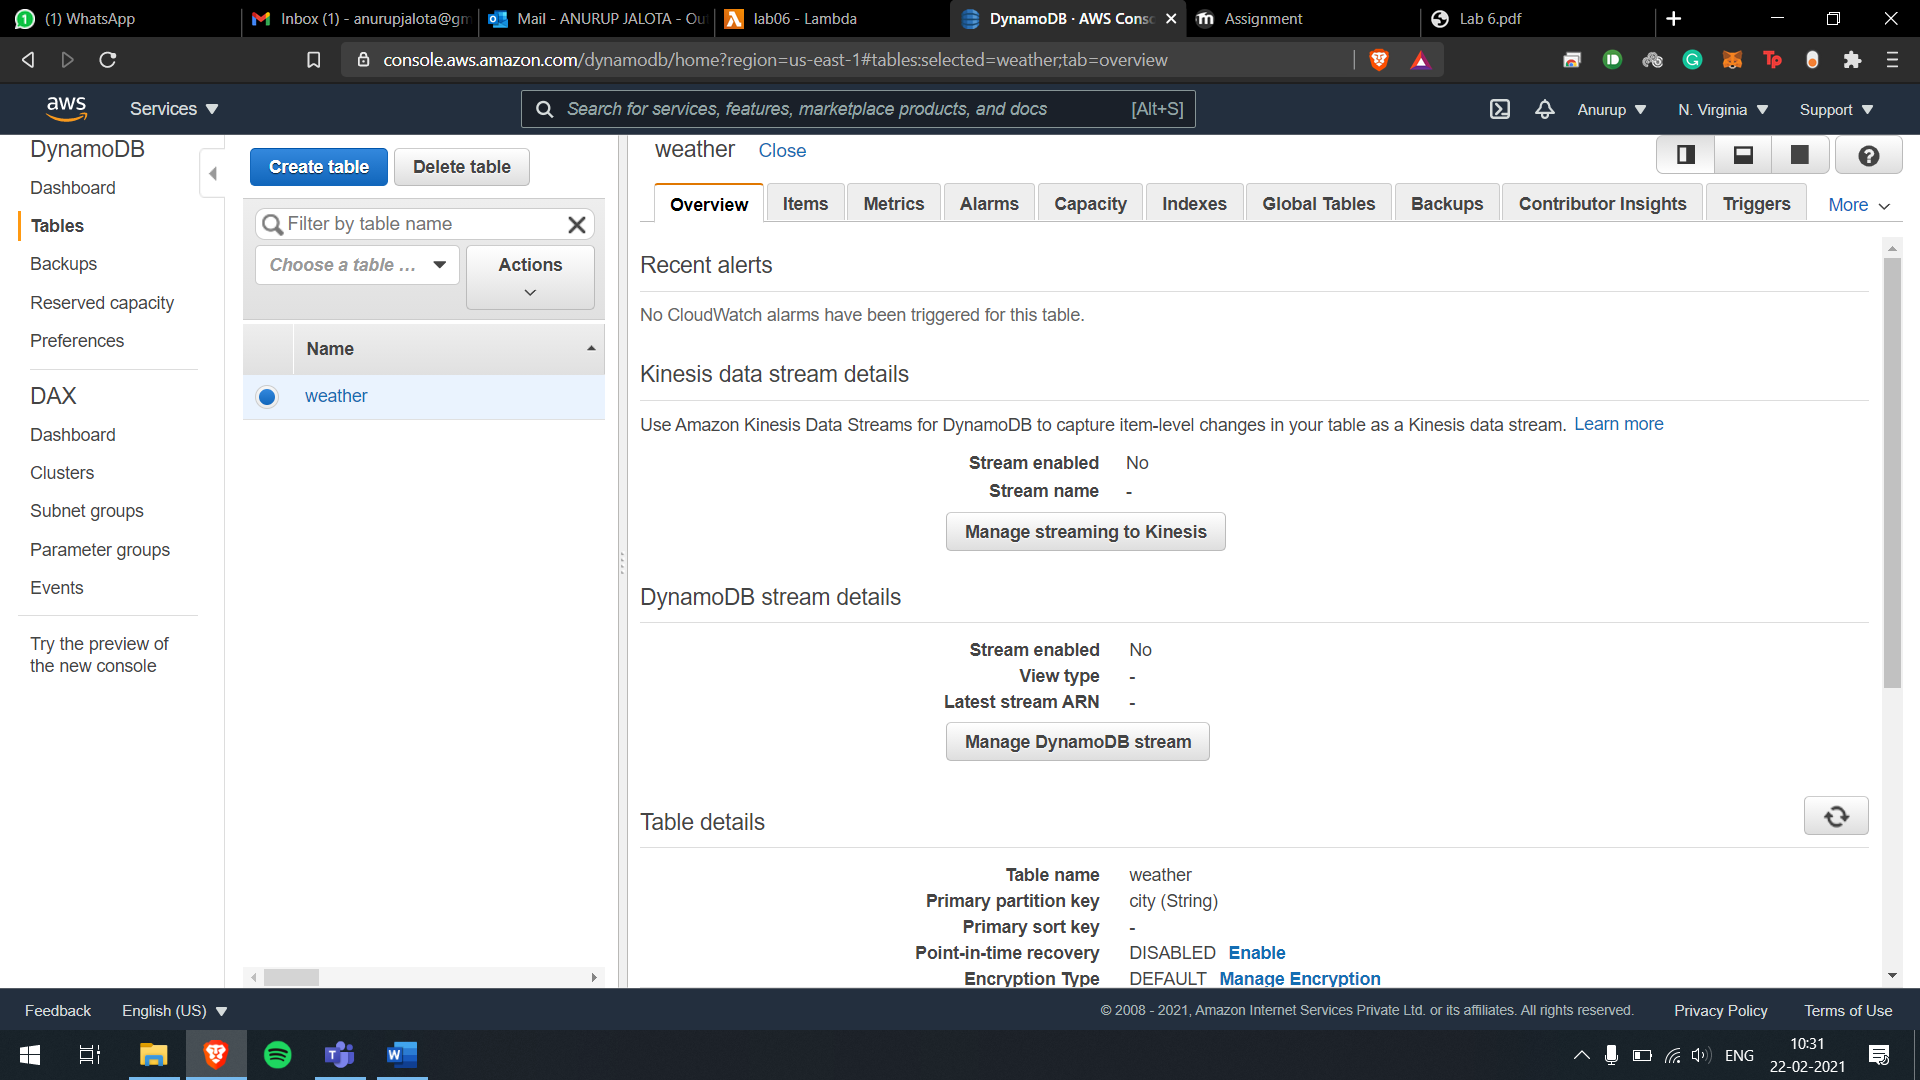 (1) WhatsApp
Inbox (1) - anurupjalota@gm
Mail - ANURUP JALOTA - Ou
lab06 - Lambda
DynamoDB · AWS Conso
Assignment
Lab 6.pdf
console.aws.amazon.com/dynamodb/home?region=us-east-1#tables:selected=weather;tab=overview
aws
Services
Search for services, features, marketplace products, and docs
[Alt+S]
Anurup
N. Virginia
Support
DynamoDB
Dashboard
Tables
Backups
Reserved capacity
Preferences
DAX
Dashboard
Clusters
Subnet groups
Parameter groups
Events
Try the preview of
the new console
Create table
Delete table
Filter by table name
Choose a table ...
Actions
Name
weather
weather
Close
Overview
Items
Metrics
Alarms
Capacity
Indexes
Global Tables
Backups
Contributor Insights
Triggers
More
Recent alerts
No CloudWatch alarms have been triggered for this table.
Kinesis data stream details
Use Amazon Kinesis Data Streams for DynamoDB to capture item-level changes in your table as a Kinesis data stream. Learn more
Stream enabled No
Stream name -
Manage streaming to Kinesis
DynamoDB stream details
Stream enabled No
View type -
Latest stream ARN -
Manage DynamoDB stream
Table details
Table name weather
Primary partition key city (String)
Primary sort key -
Point-in-time recovery DISABLED Enable
Encryption Type DEFAULT Manage Encryption
Feedback
English (US)
© 2008 - 2021, Amazon Internet Services Private Ltd. or its affiliates. All rights reserved.
Privacy Policy
Terms of Use
ENG
10:31
22-02-2021